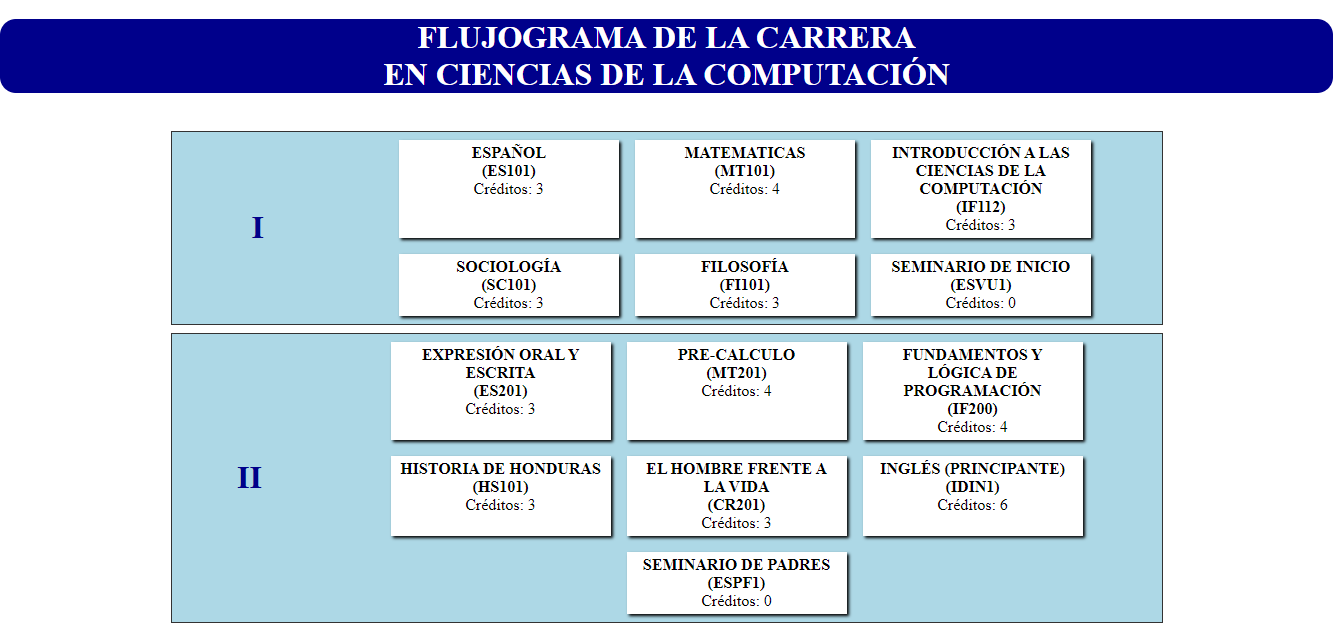 FLUJOGRAMA DE LA CARRERA
EN CIENCIAS DE LA COMPUTACIÓN
I
ESPAÑOL
(ES101)
Créditos: 3
MATEMATICAS
(MT101)
Créditos: 4
INTRODUCCIÓN A LAS
CIENCIAS DE LA
COMPUTACIÓN
(IF112)
Créditos: 3
SOCIOLOGÍA
(SC101)
Créditos: 3
FILOSOFÍA
(FI101)
Créditos: 3
SEMINARIO DE INICIO
(ESVU1)
Créditos: 0
II
EXPRESIÓN ORAL Y
ESCRITA
(ES201)
Créditos: 3
PRE-CALCULO
(MT201)
Créditos: 4
FUNDAMENTOS Y
LÓGICA DE
PROGRAMACIÓN
(IF200)
Créditos: 4
HISTORIA DE HONDURAS
(HS101)
Créditos: 3
EL HOMBRE FRENTE A
LA VIDA
(CR201)
Créditos: 3
INGLÉS (PRINCIPANTE)
(IDIN1)
Créditos: 6
SEMINARIO DE PADRES
(ESPF1)
Créditos: 0